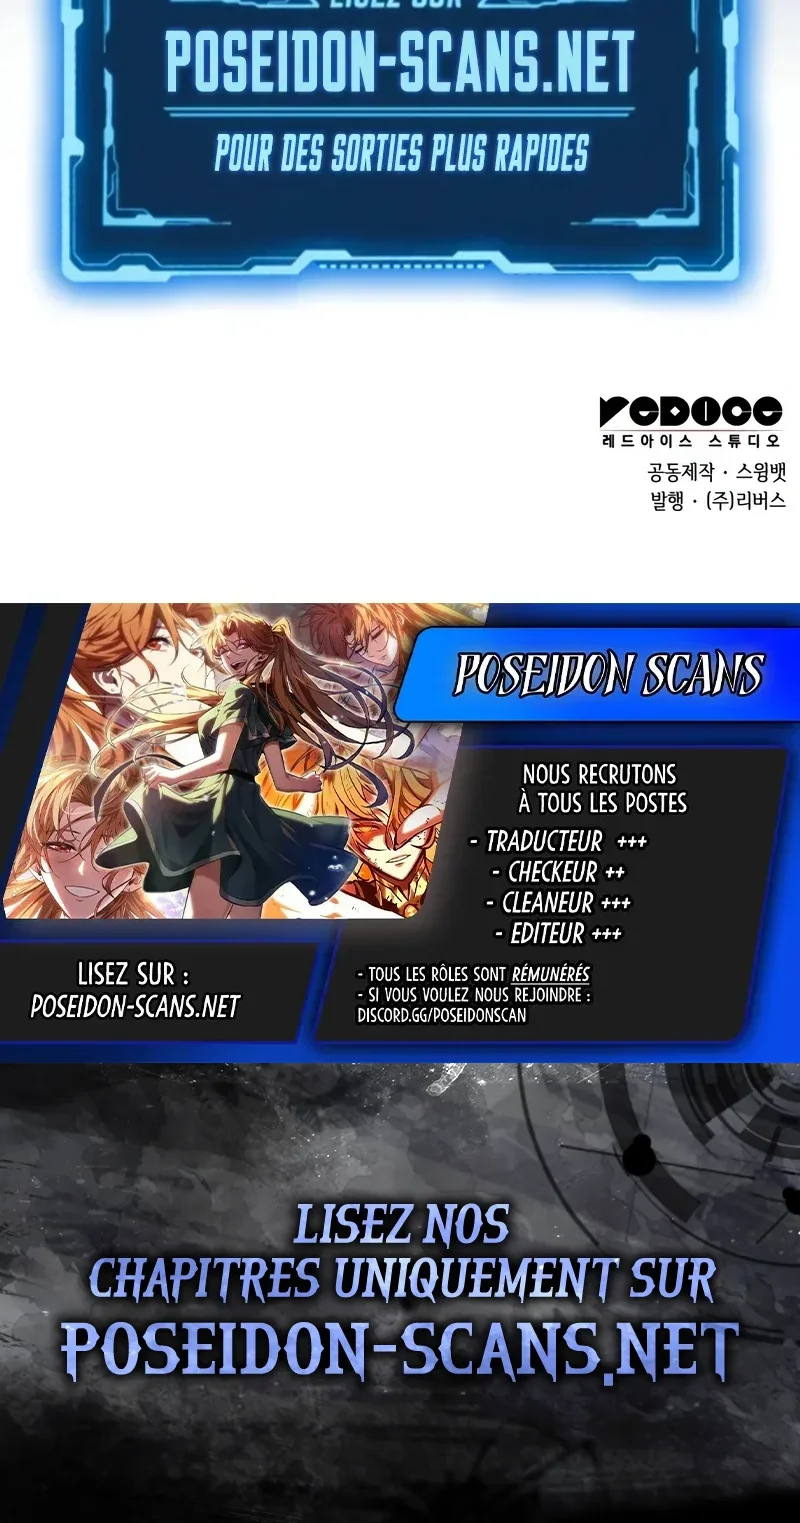 LISEZ SUR
POSEIDON-SCANS.NET
POUR DES SORTIES PLUS RAPIDES
REDICE
레드아이스 스튜디오
공동제작 · 스윙뱃
발행 · (주)리버스
POSEIDON SCANS
NOUS RECRUTONS
À TOUS LES POSTES
- TRADUCTEUR +++
- CHECKEUR ++
- CLEANEUR +++
- EDITEUR +++
LISEZ SUR :
POSEIDON-SCANS.NET
- TOUS LES RÔLES SONT RÉMUNÉRÉS
- SI VOUS VOULEZ NOUS REJOINDRE :
DISCORD.GG/POSEIDONSCAN
LISEZ NOS
CHAPITRES UNIQUEMENT SUR
POSEIDON-SCANS.NET